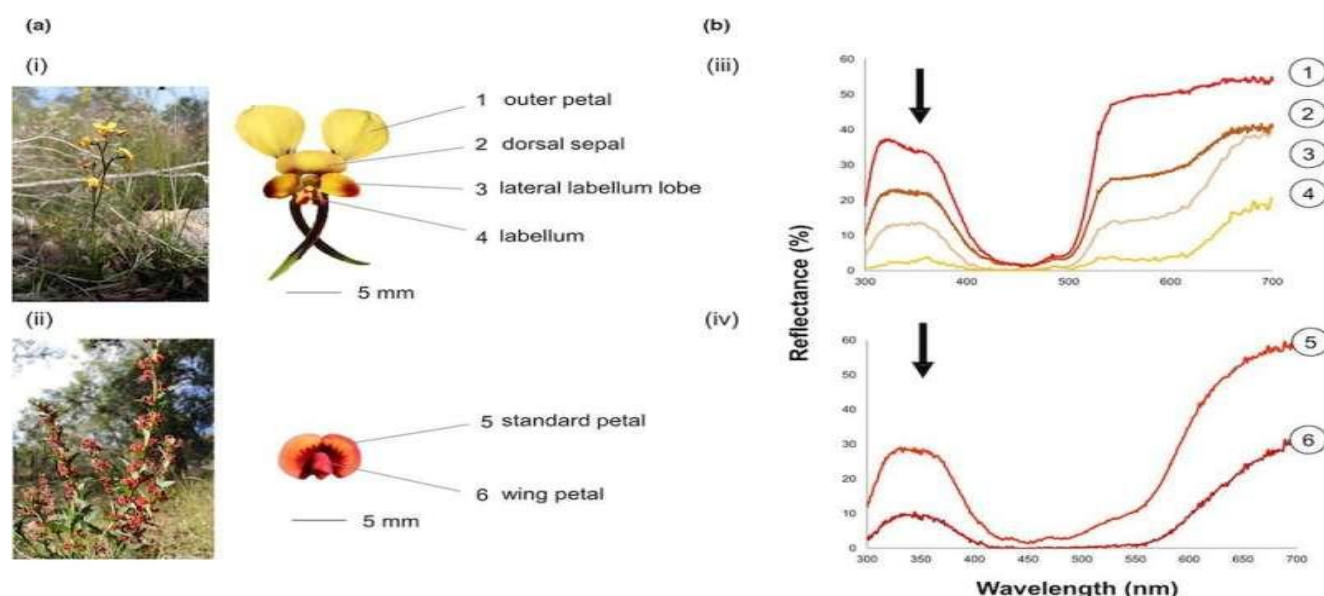 (a)
(b)
(i)
1 outer petal
2 dorsal sepal
3 lateral labellum lobe
4 labellum
5 mm
(iii)
60
50
40
30
20
10
0
300
400
500
600
700
1
2
3
4
Reflectance (%)
(ii)
5 standard petal
6 wing petal
5 mm
(iv)
60
50
40
30
20
10
0
300
350
400
450
500
550
600
650
700
5
6
Wavelength (nm)